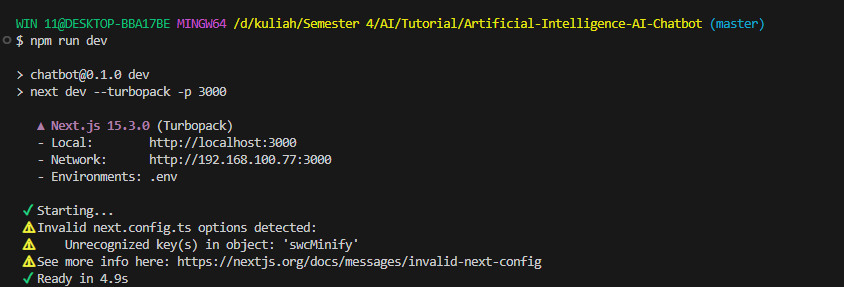 WIN 11@DESKTOP-BBA17BE MINGW64 /d/kuliah/Semester 4/AI/Tutorial/Artificial-Intelligence-AI-Chatbot (master)
$ npm run dev
> chatbot@0.1.0 dev
> next dev --turbopack -p 3000
▲ Next.js 15.3.0 (Turbopack)
- Local: http://localhost:3000
- Network: http://192.168.100.77:3000
- Environments: .env
✓ Starting...
⚠ Invalid next.config.ts options detected:
⚠ Unrecognized key(s) in object: 'swcMinify'
⚠ See more info here: https://nextjs.org/docs/messages/invalid-next-config
✓ Ready in 4.9s